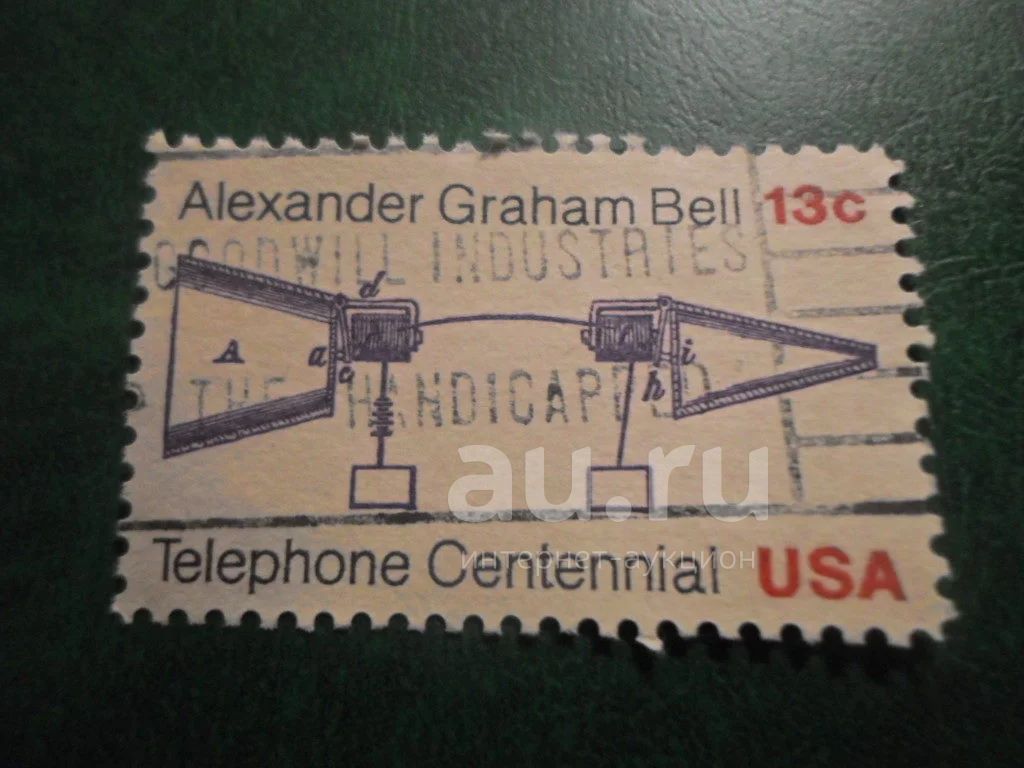 Alexander Graham Bell 13c
GOODWILL INDUSTRIES
d
A a c h i
THE HANDICAPPED
au.ru
интернет-аукцион
Telephone Centennial USA